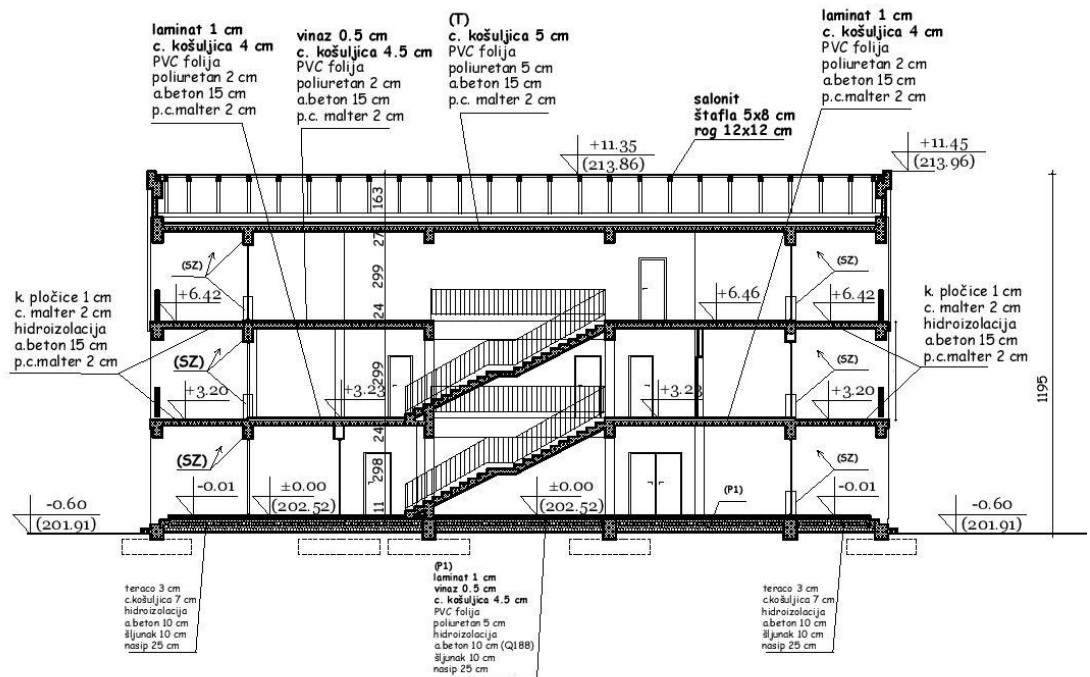 laminat 1 cm
c. košuljica 4 cm
PVC folija
poliuretan 2 cm
a.beton 15 cm
p.c.malter 2 cm
vinaz 0.5 cm
c. košuljica 4.5 cm
PVC folija
poliuretan 2 cm
a.beton 15 cm
p.c. malter 2 cm
(T)
c. košuljica 5 cm
PVC folija
poliuretan 5 cm
a.beton 15 cm
p.c. malter 2 cm
salonit
štafla 5x8 cm
rog 12x12 cm
laminat 1 cm
c. košuljica 4 cm
PVC folija
poliuretan 2 cm
a.beton 15 cm
p.c.malter 2 cm
+11.35
(213.86)
+11.45
(213.96)
163
27
299
24
299
24
298
11
1195
(SZ)
(SZ)
+6.42
+6.46
+6.42
k. pločice 1 cm
c. malter 2 cm
hidroizolacija
a.beton 15 cm
p.c.malter 2 cm
k. pločice 1 cm
c. malter 2 cm
hidroizolacija
a.beton 15 cm
p.c.malter 2 cm
(SZ)
(SZ)
+3.20
+3.23
+3.23
+3.20
(SZ)
(SZ)
-0.60
(201.91)
-0.01
±0.00
(202.52)
±0.00
(202.52)
(P1)
-0.01
-0.60
(201.91)
teraco 3 cm
c.košuljica 7 cm
hidroizolacija
a.beton 10 cm
šljunak 10 cm
nasip 25 cm
(P1)
laminat 1 cm
vinaz 0.5 cm
c. košuljica 4.5 cm
PVC folija
poliuretan 5 cm
hidroizolacija
a.beton 10 cm (Q188)
šljunak 10 cm
nasip 25 cm
teraco 3 cm
c.košuljica 7 cm
hidroizolacija
a.beton 10 cm
šljunak 10 cm
nasip 25 cm